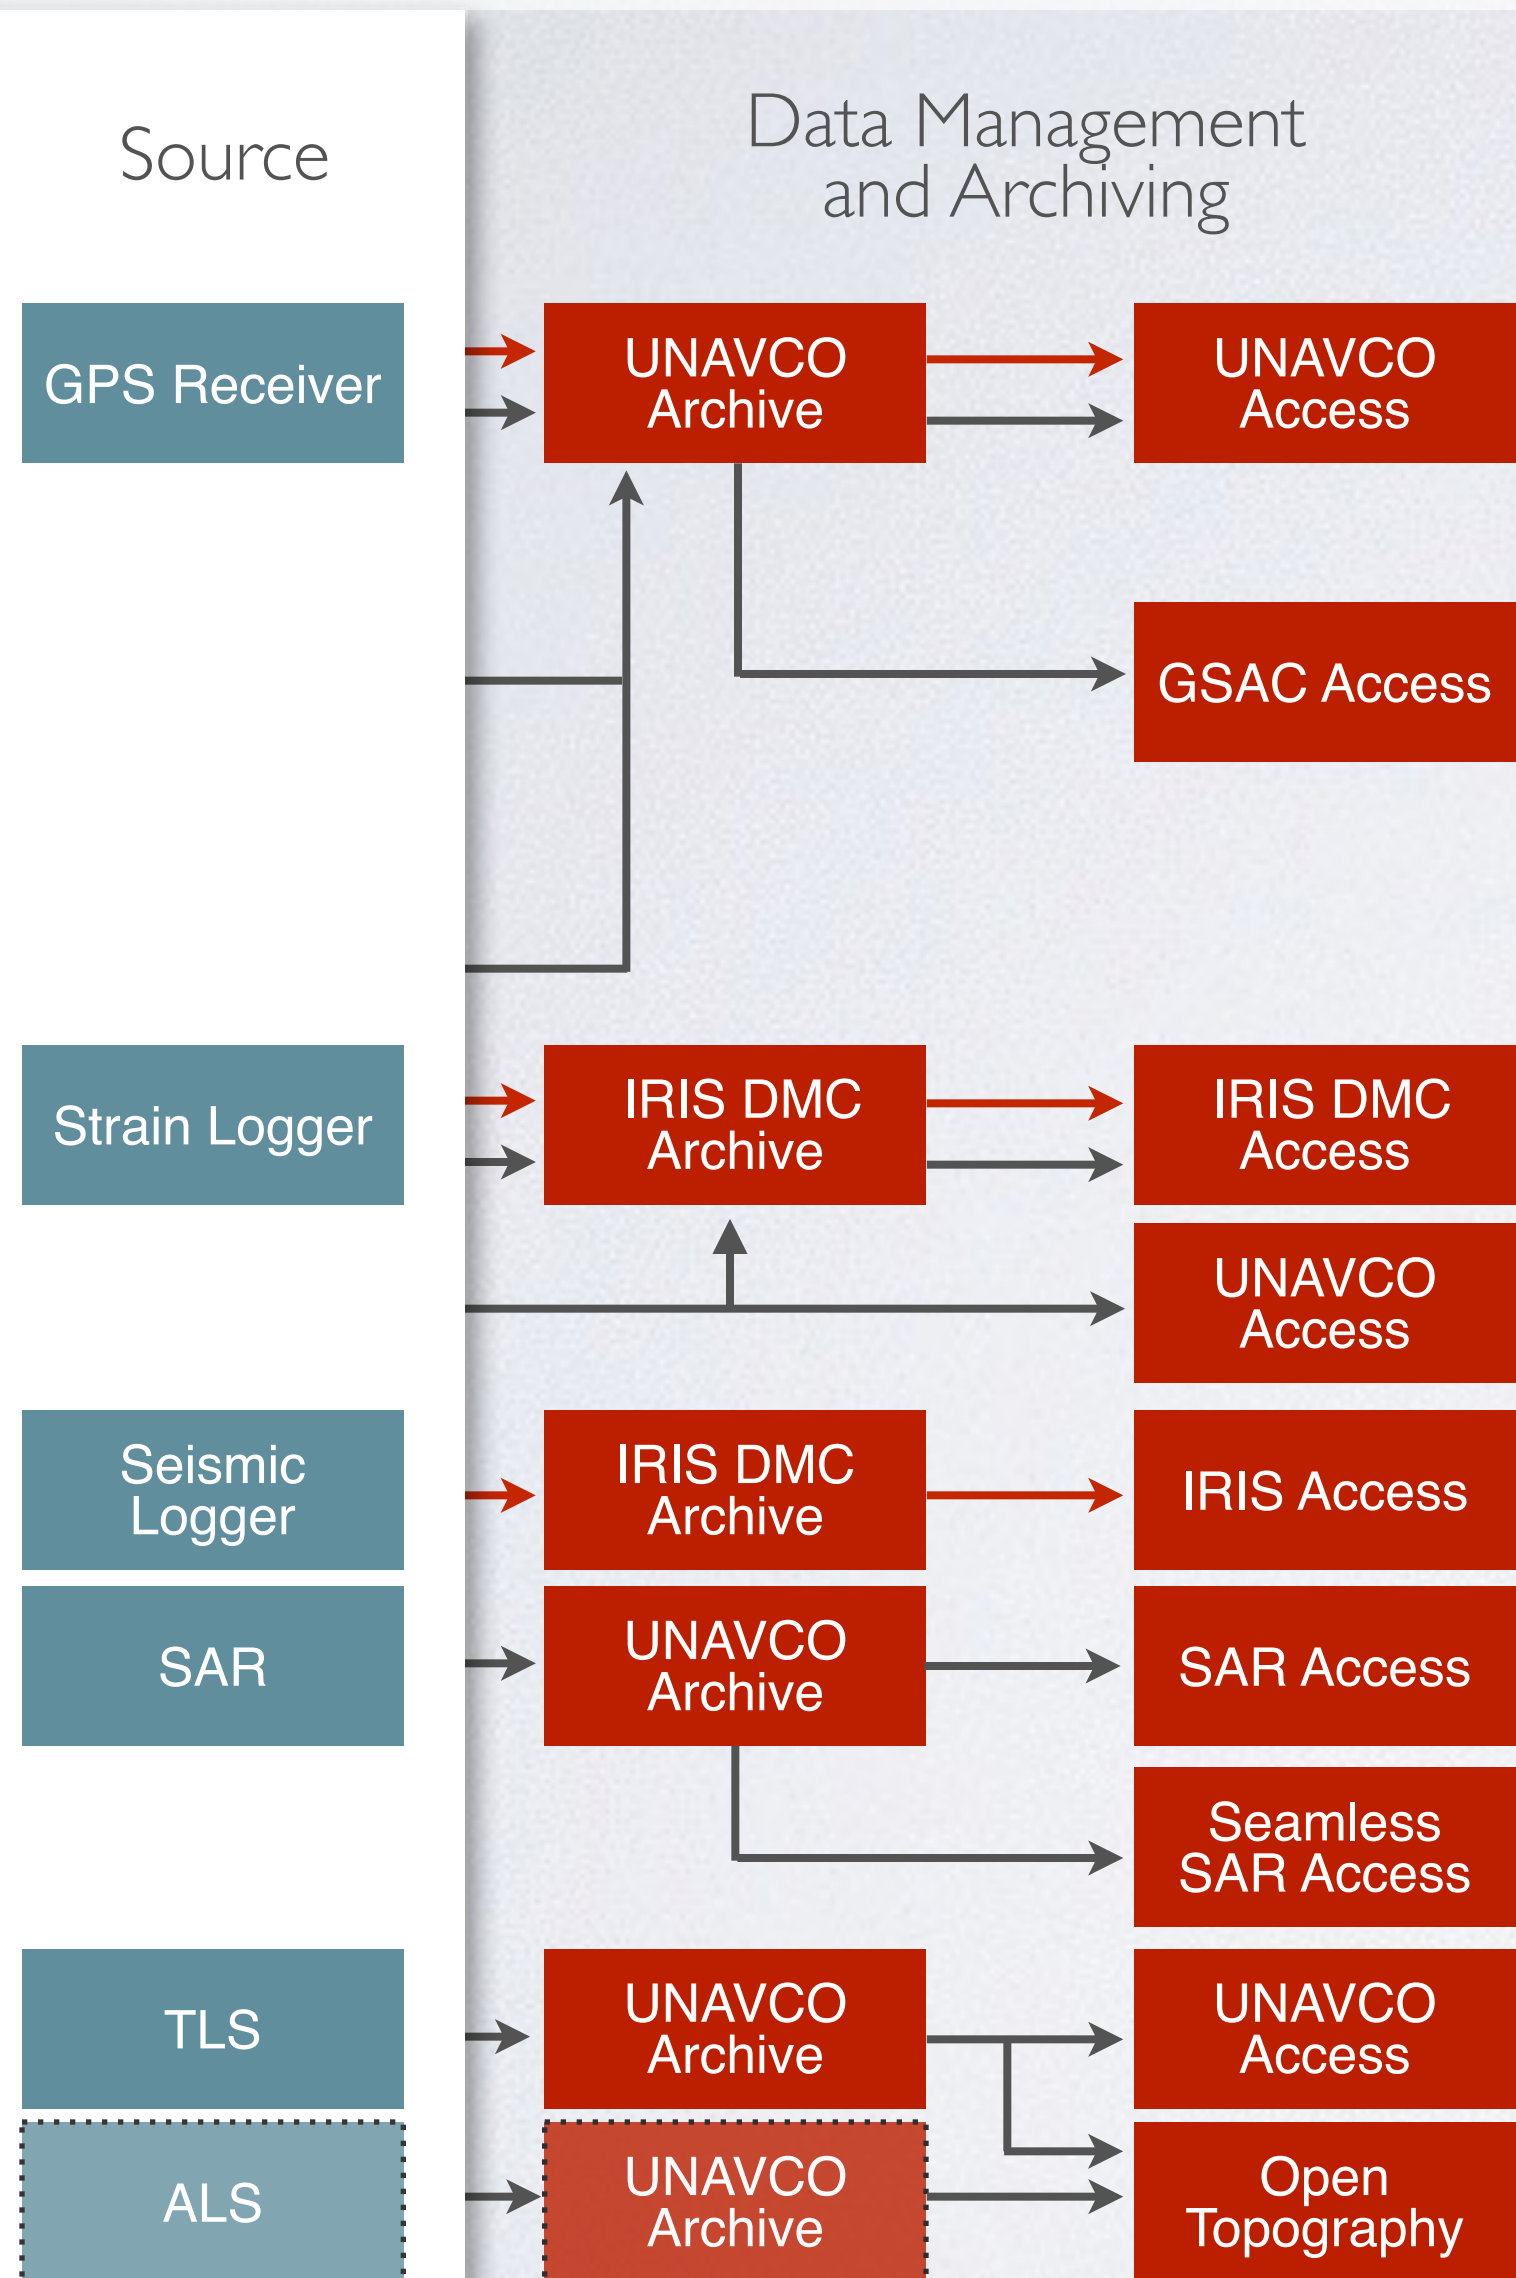 Source
Data Management
and Archiving
GPS Receiver
UNAVCO
Archive
UNAVCO
Access
GSAC Access
Strain Logger
IRIS DMC
Archive
IRIS DMC
Access
UNAVCO
Access
Seismic
Logger
IRIS DMC
Archive
IRIS Access
SAR
UNAVCO
Archive
SAR Access
Seamless
SAR Access
TLS
UNAVCO
Archive
UNAVCO
Access
ALS
UNAVCO
Archive
Open
Topography